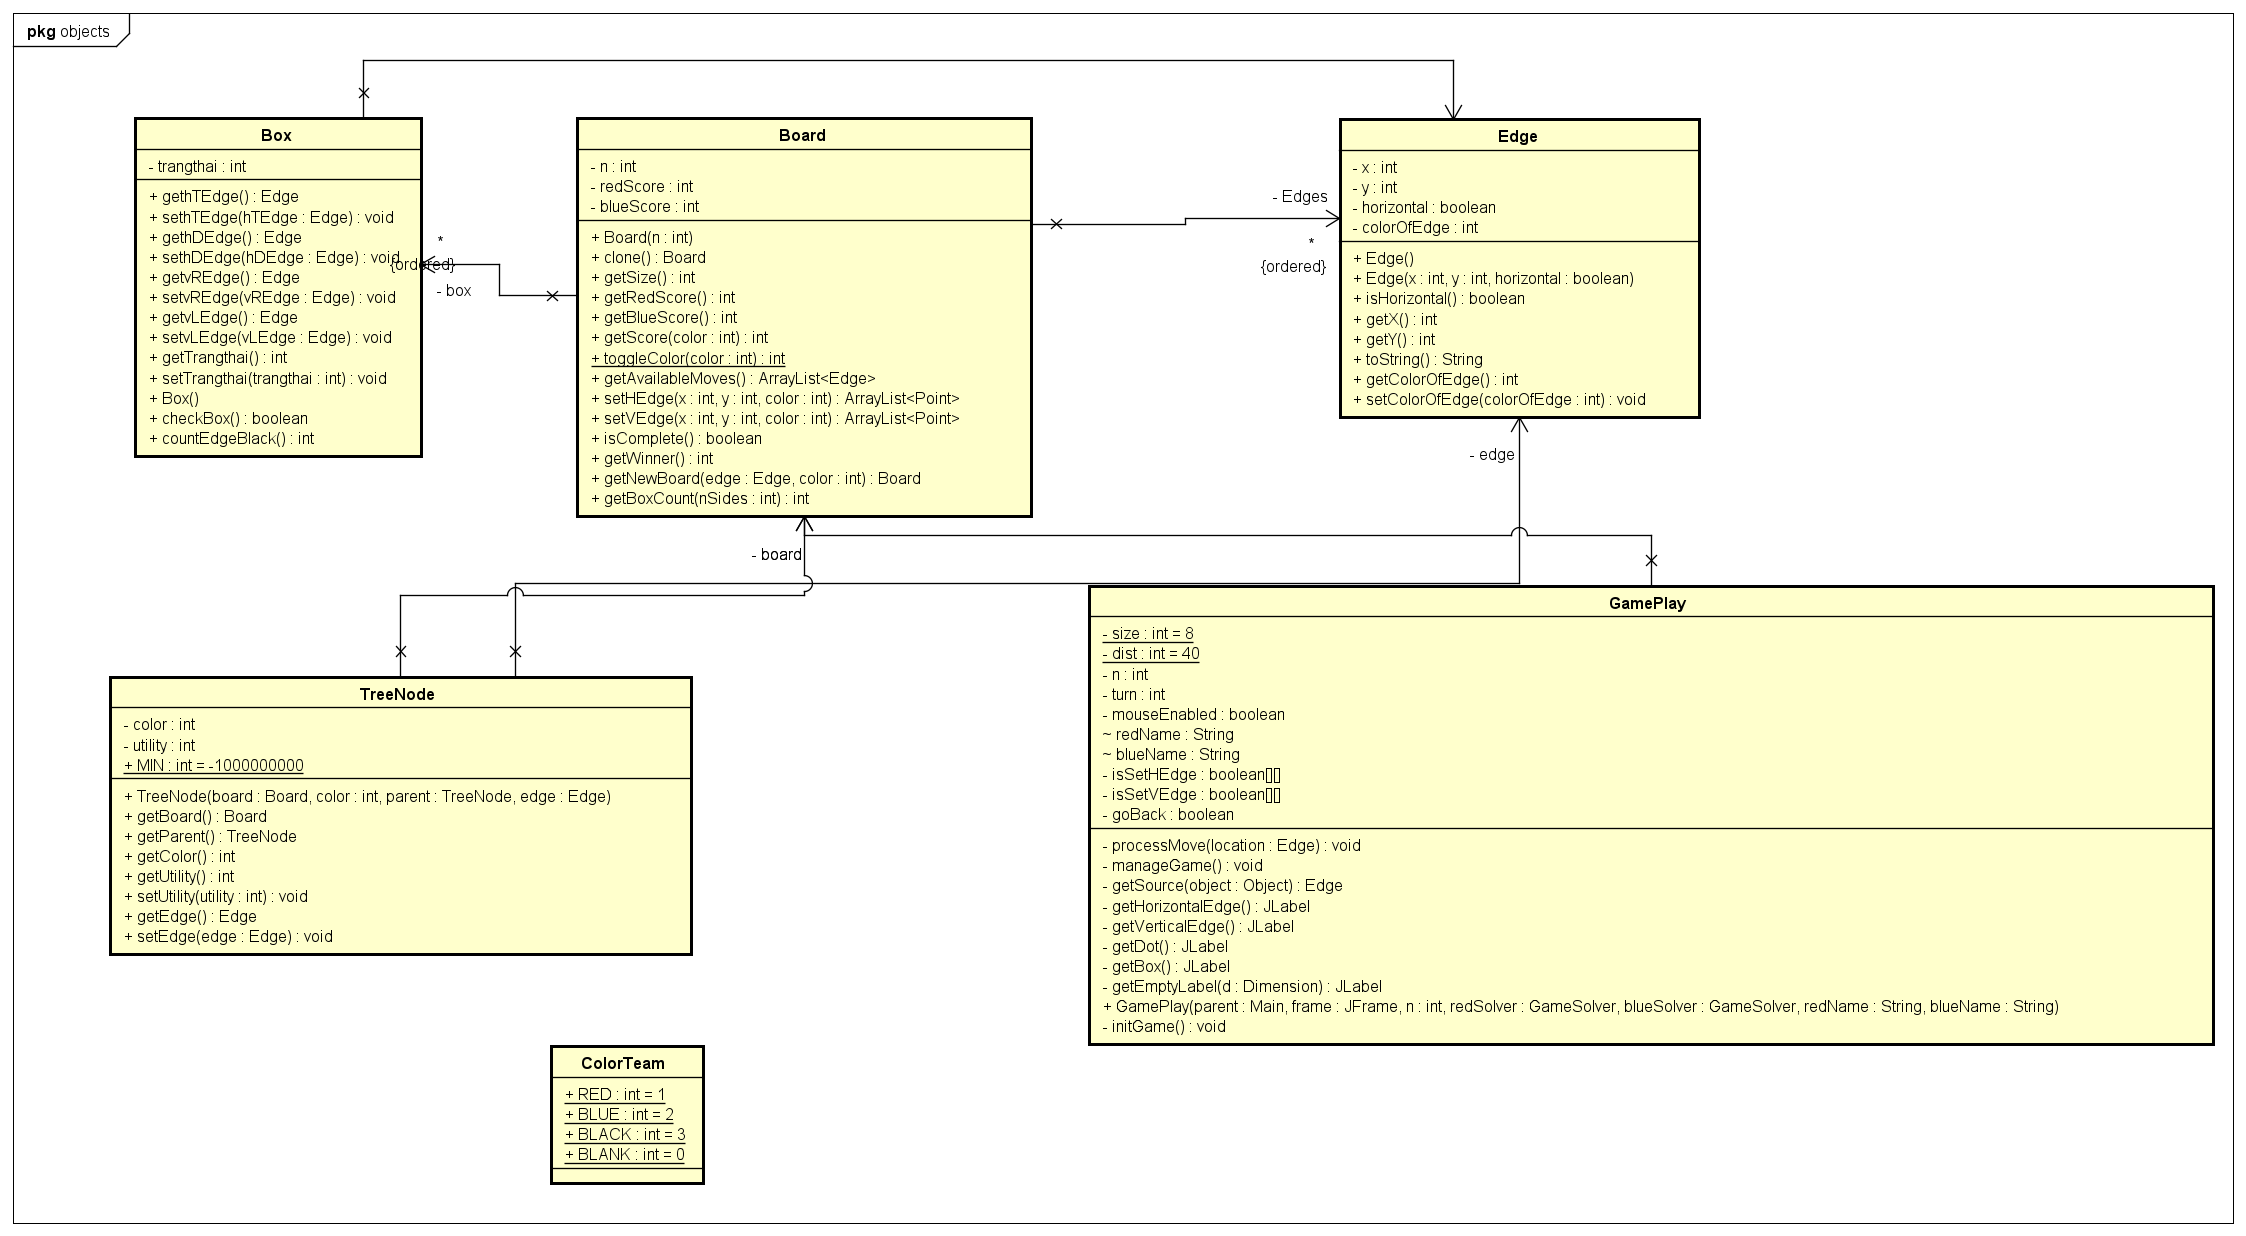 pkg objects
Box
- trangthai : int
+ gethTEdge() : Edge
+ sethTEdge(hTEdge : Edge) : void
+ gethDEdge() : Edge
+ sethDEdge(hDEdge : Edge) : void
+ getvREdge() : Edge
+ setvREdge(vREdge : Edge) : void
+ getvLEdge() : Edge
+ setvLEdge(vLEdge : Edge) : void
+ getTrangthai() : int
+ setTrangthai(trangthai : int) : void
+ Box()
+ checkBox() : boolean
+ countEdgeBlack() : int
*
{ordered}
- box
Board
- n : int
- redScore : int
- blueScore : int
+ Board(n : int)
+ clone() : Board
+ getSize() : int
+ getRedScore() : int
+ getBlueScore() : int
+ getScore(color : int) : int
+ toggleColor(color : int) : int
+ getAvailableMoves() : ArrayList<Edge>
+ setHEdge(x : int, y : int, color : int) : ArrayList<Point>
+ setVEdge(x : int, y : int, color : int) : ArrayList<Point>
+ isComplete() : boolean
+ getWinner() : int
+ getNewBoard(edge : Edge, color : int) : Board
+ getBoxCount(nSides : int) : int
- Edges
*
{ordered}
Edge
- x : int
- y : int
- horizontal : boolean
- colorOfEdge : int
+ Edge()
+ Edge(x : int, y : int, horizontal : boolean)
+ isHorizontal() : boolean
+ getX() : int
+ getY() : int
+ toString() : String
+ getColorOfEdge() : int
+ setColorOfEdge(colorOfEdge : int) : void
- edge
- board
TreeNode
- color : int
- utility : int
+ MIN : int = -1000000000
+ TreeNode(board : Board, color : int, parent : TreeNode, edge : Edge)
+ getBoard() : Board
+ getParent() : TreeNode
+ getColor() : int
+ getUtility() : int
+ setUtility(utility : int) : void
+ getEdge() : Edge
+ setEdge(edge : Edge) : void
GamePlay
- size : int = 8
- dist : int = 40
- n : int
- turn : int
- mouseEnabled : boolean
~ redName : String
~ blueName : String
- isSetHEdge : boolean[][]
- isSetVEdge : boolean[][]
- goBack : boolean
- processMove(location : Edge) : void
- manageGame() : void
- getSource(object : Object) : Edge
- getHorizontalEdge() : JLabel
- getVerticalEdge() : JLabel
- getDot() : JLabel
- getBox() : JLabel
- getEmptyLabel(d : Dimension) : JLabel
+ GamePlay(parent : Main, frame : JFrame, n : int, redSolver : GameSolver, blueSolver : GameSolver, redName : String, blueName : String)
- initGame() : void
ColorTeam
+ RED : int = 1
+ BLUE : int = 2
+ BLACK : int = 3
+ BLANK : int = 0